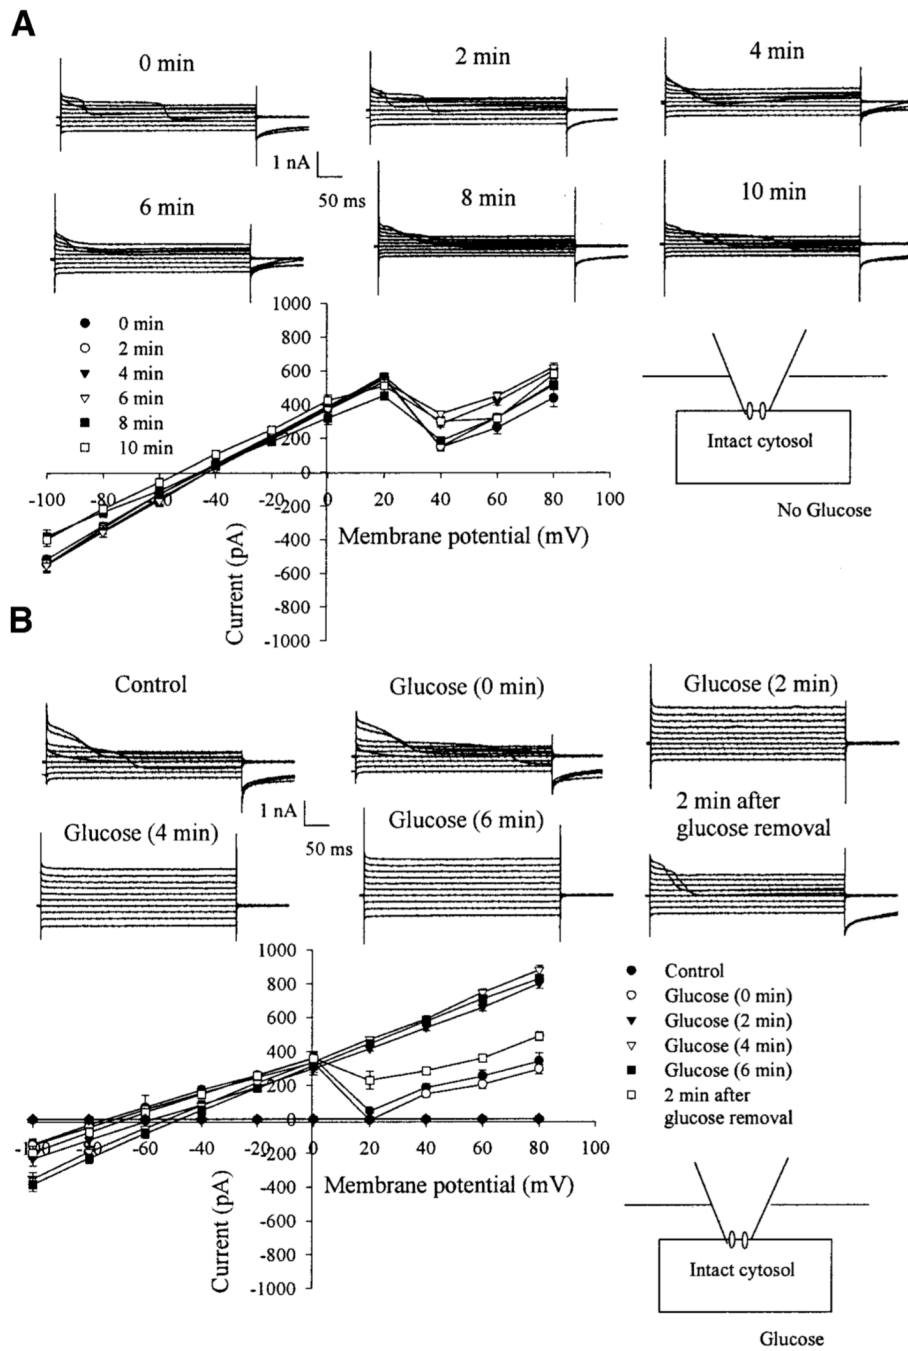 A
0 min
2 min
4 min
1 nA
50 ms
6 min
8 min
10 min
1000
800
600
400
200
0
-200
-400
-600
-800
-1000
0 min
2 min
4 min
6 min
8 min
10 min
-100 -80 -60 -40 -20 0 20 40 60 80 100
Membrane potential (mV)
Current (pA)
Intact cytosol
No Glucose
B
Control
Glucose (0 min)
Glucose (2 min)
1 nA
50 ms
Glucose (4 min)
Glucose (6 min)
2 min after
glucose removal
1000
800
600
400
200
0
-200
-400
-600
-800
-1000
-100 -80 -60 -40 -20 0 20 40 60 80 100
Membrane potential (mV)
Current (pA)
Control
Glucose (0 min)
Glucose (2 min)
Glucose (4 min)
Glucose (6 min)
2 min after
glucose removal
Intact cytosol
Glucose